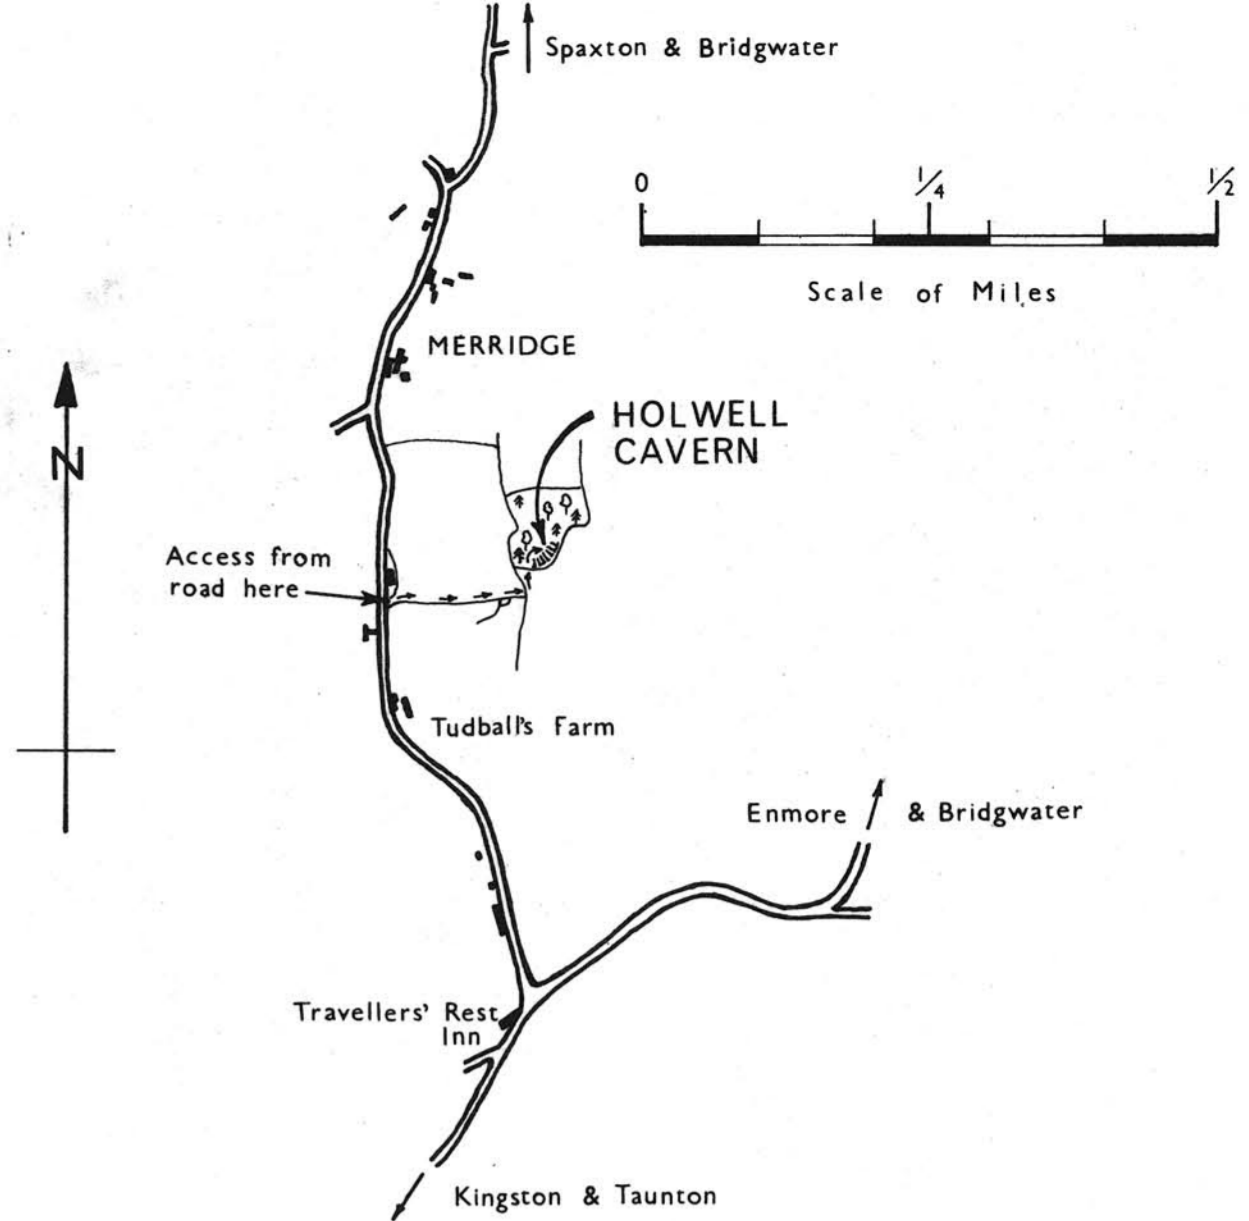 Spaxton & Bridgwater
0 1/4 1/2
Scale of Miles
MERRIDGE
HOLWELL
CAVERN
N
Access from
road here
Tudball's Farm
Enmore & Bridgwater
Travellers' Rest
Inn
Kingston & Taunton